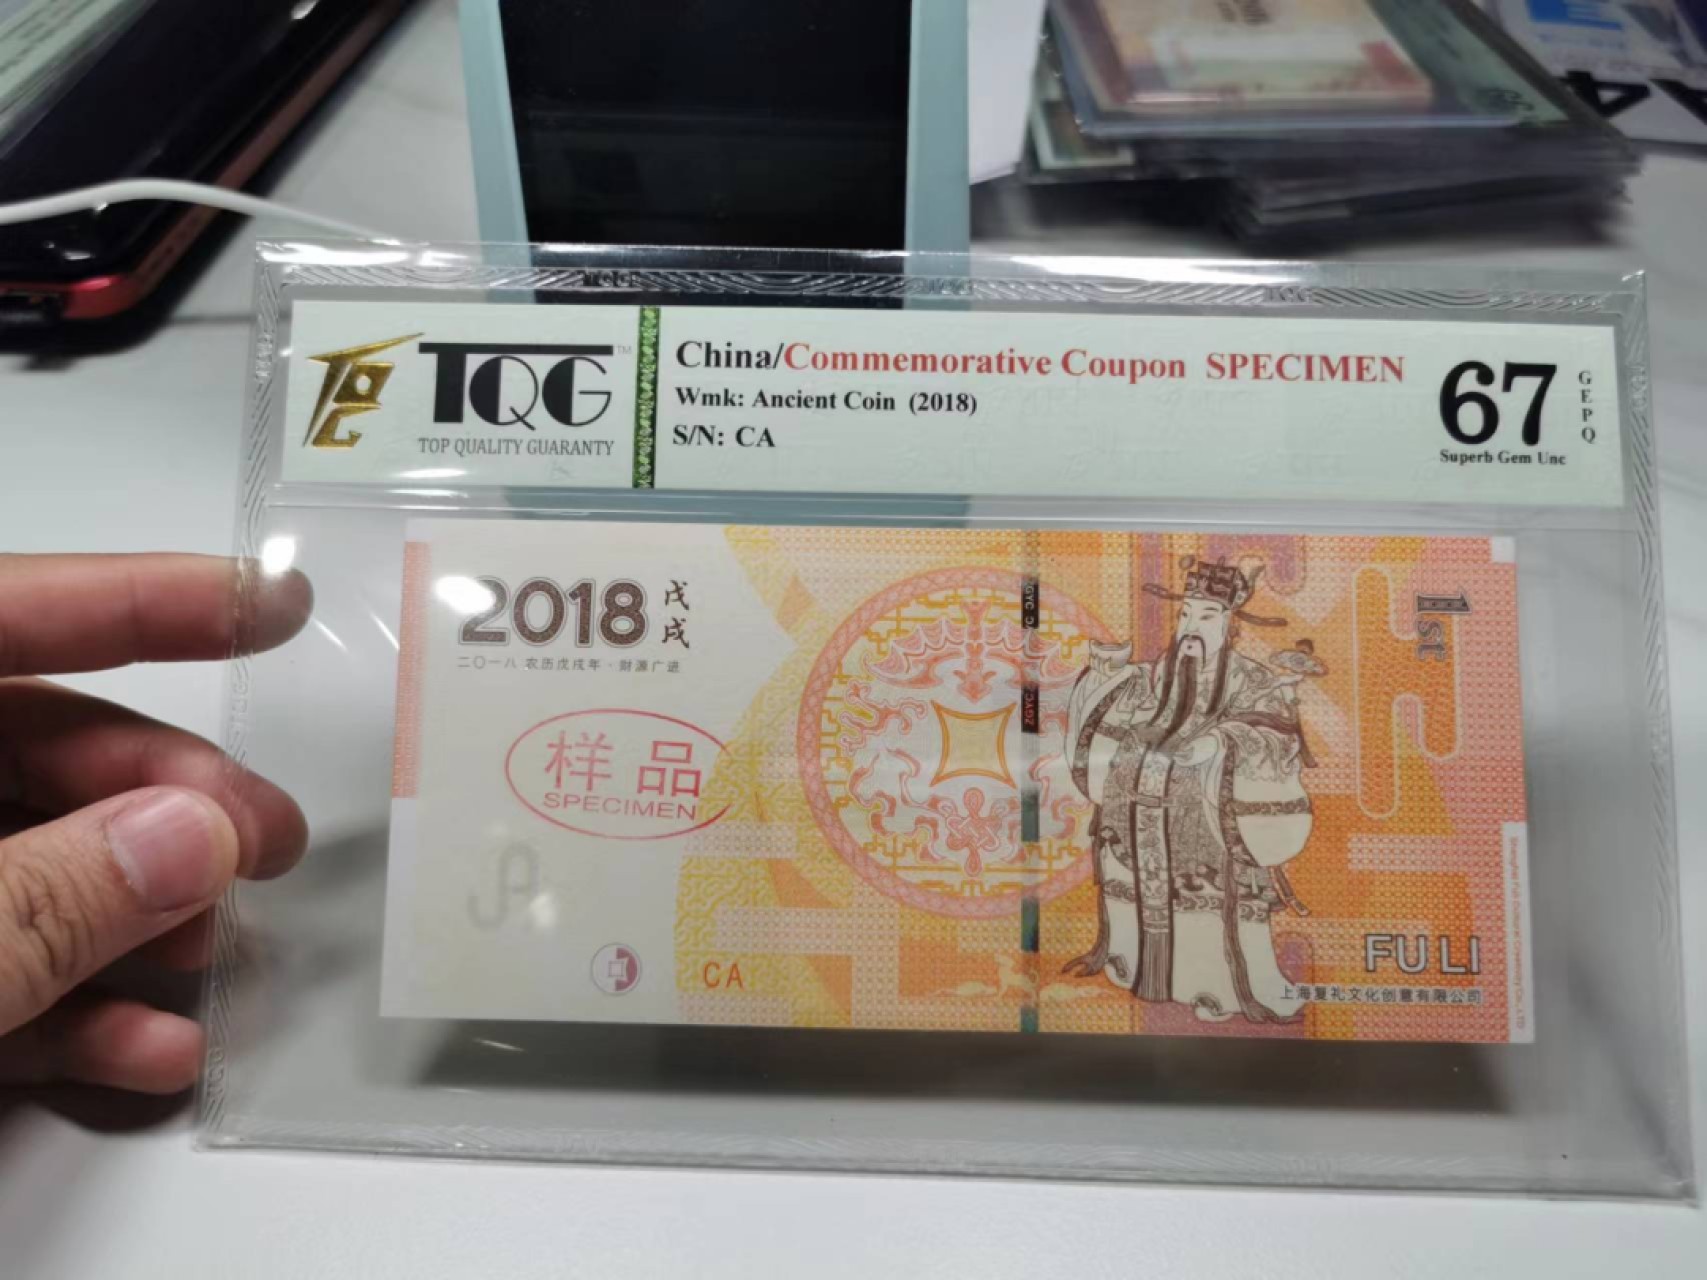 TQG™
TOP QUALITY GUARANTY
China/Commemorative Coupon SPECIMEN
Wmk: Ancient Coin (2018)
S/N: CA
67
Superb Gem Unc
GEPQ
2018 戊戌
二〇一八 农历戊戌年·财源广进
样品
SPECIMEN
CA
ZGYC
1st
FU LI
上海复礼文化创意有限公司